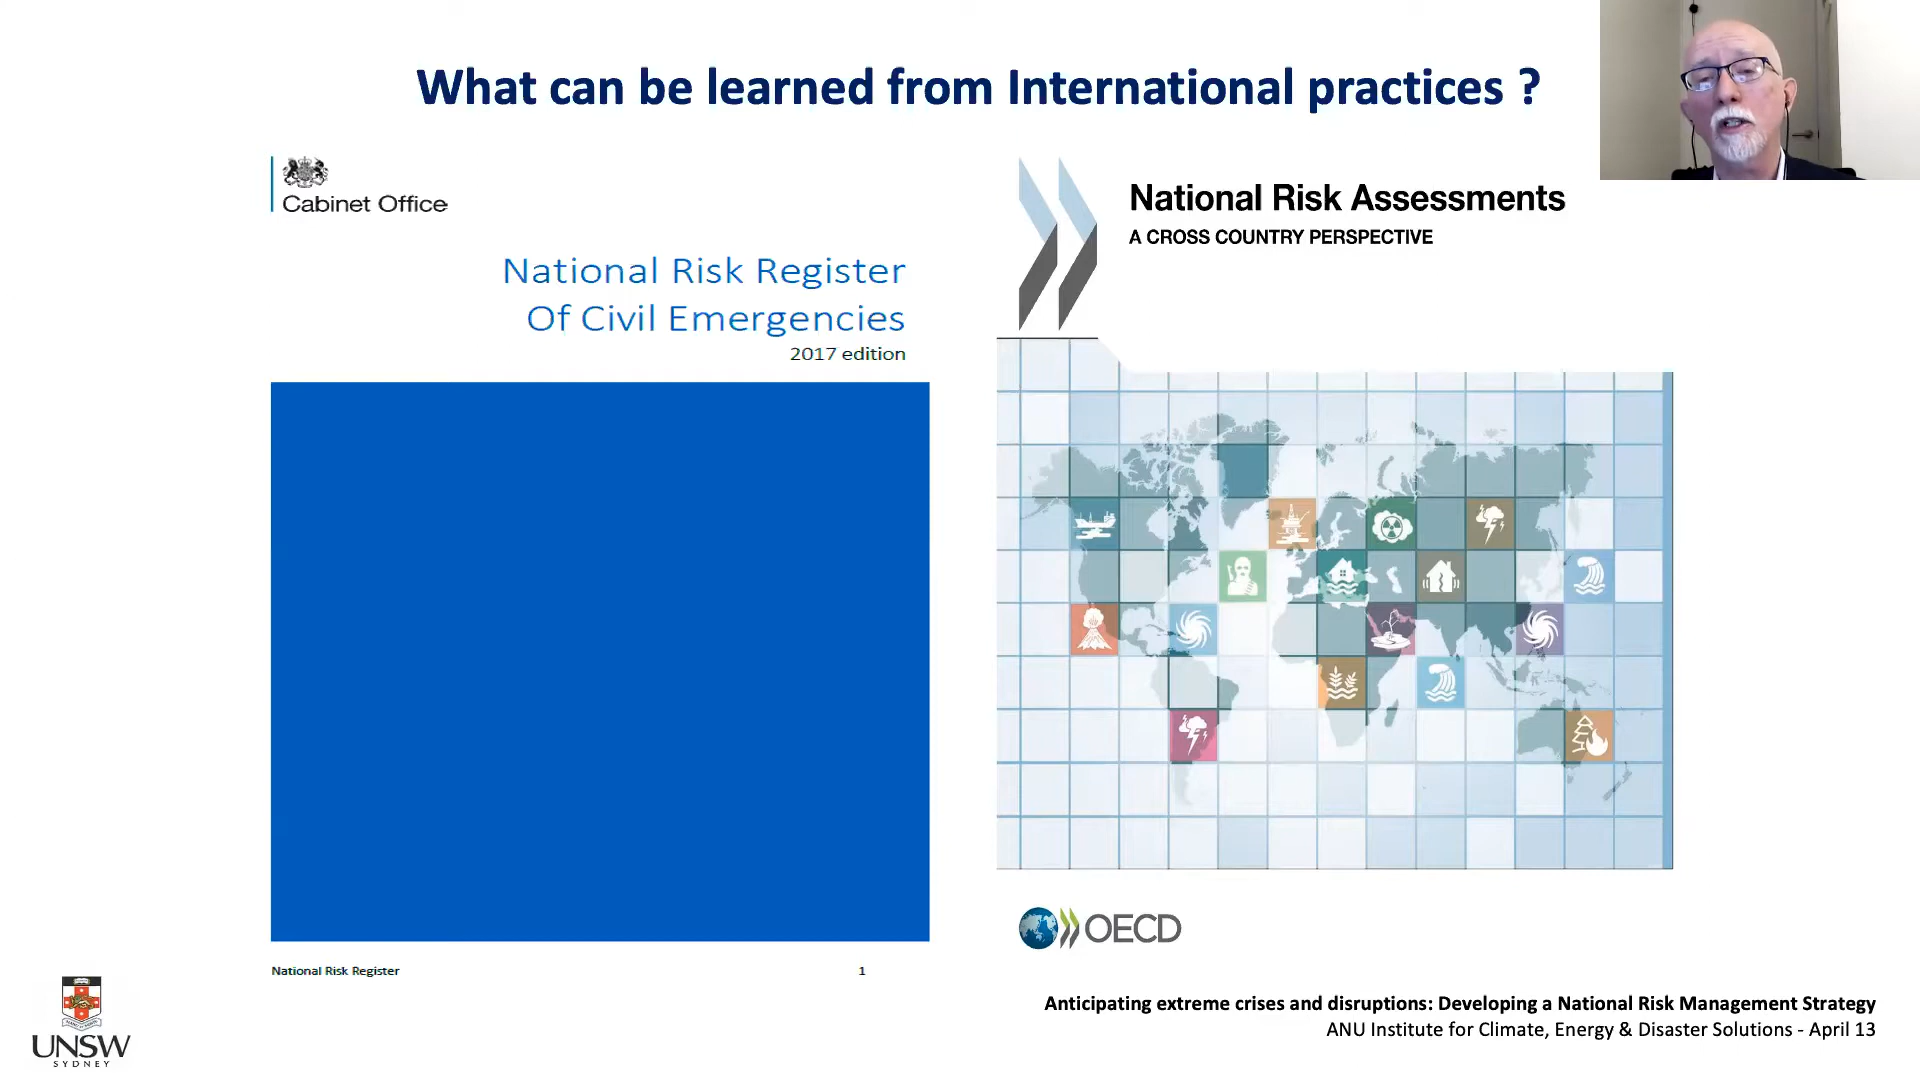 What can be learned from International practices ?
Cabinet Office
National Risk Register
Of Civil Emergencies
2017 edition
National Risk Register 1
National Risk Assessments
A CROSS COUNTRY PERSPECTIVE
OECD
UNSW
SYDNEY
Anticipating extreme crises and disruptions: Developing a National Risk Management Strategy
ANU Institute for Climate, Energy & Disaster Solutions - April 13